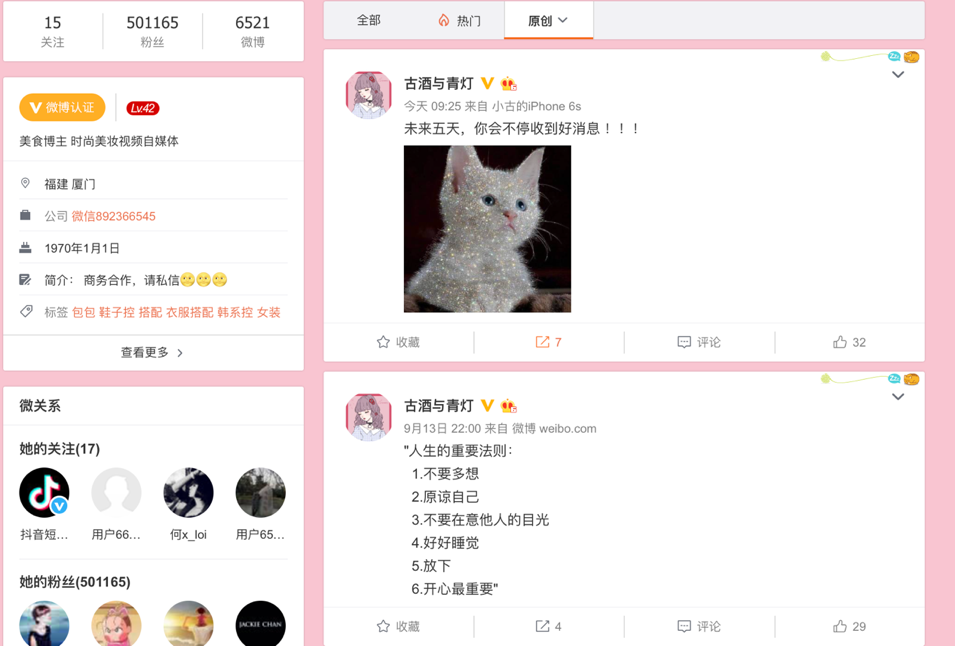 15
501165
6521
关注
粉丝
微博
微博认证
Lv.42
美食博主 时尚美妆视频自媒体
福建 厦门
公司 微信892366545
1970年1月1日
简介： 商务合作，请私信
标签 包包 鞋子控 搭配 衣服搭配 韩系控 女装
查看更多
微关系
她的关注(17)
抖音短...
用户66...
何x_loi
用户65...
她的粉丝(501165)
JACKIE CHAN
全部
热门
原创
古酒与青灯
今天 09:25 来自 小古的iPhone 6s
未来五天，你会不停收到好消息！！！
收藏
7
评论
32
古酒与青灯
9月13日 22:00 来自 微博 weibo.com
"人生的重要法则：
1.不要多想
2.原谅自己
3.不要在意他人的目光
4.好好睡觉
5.放下
6.开心最重要"
收藏
4
评论
29